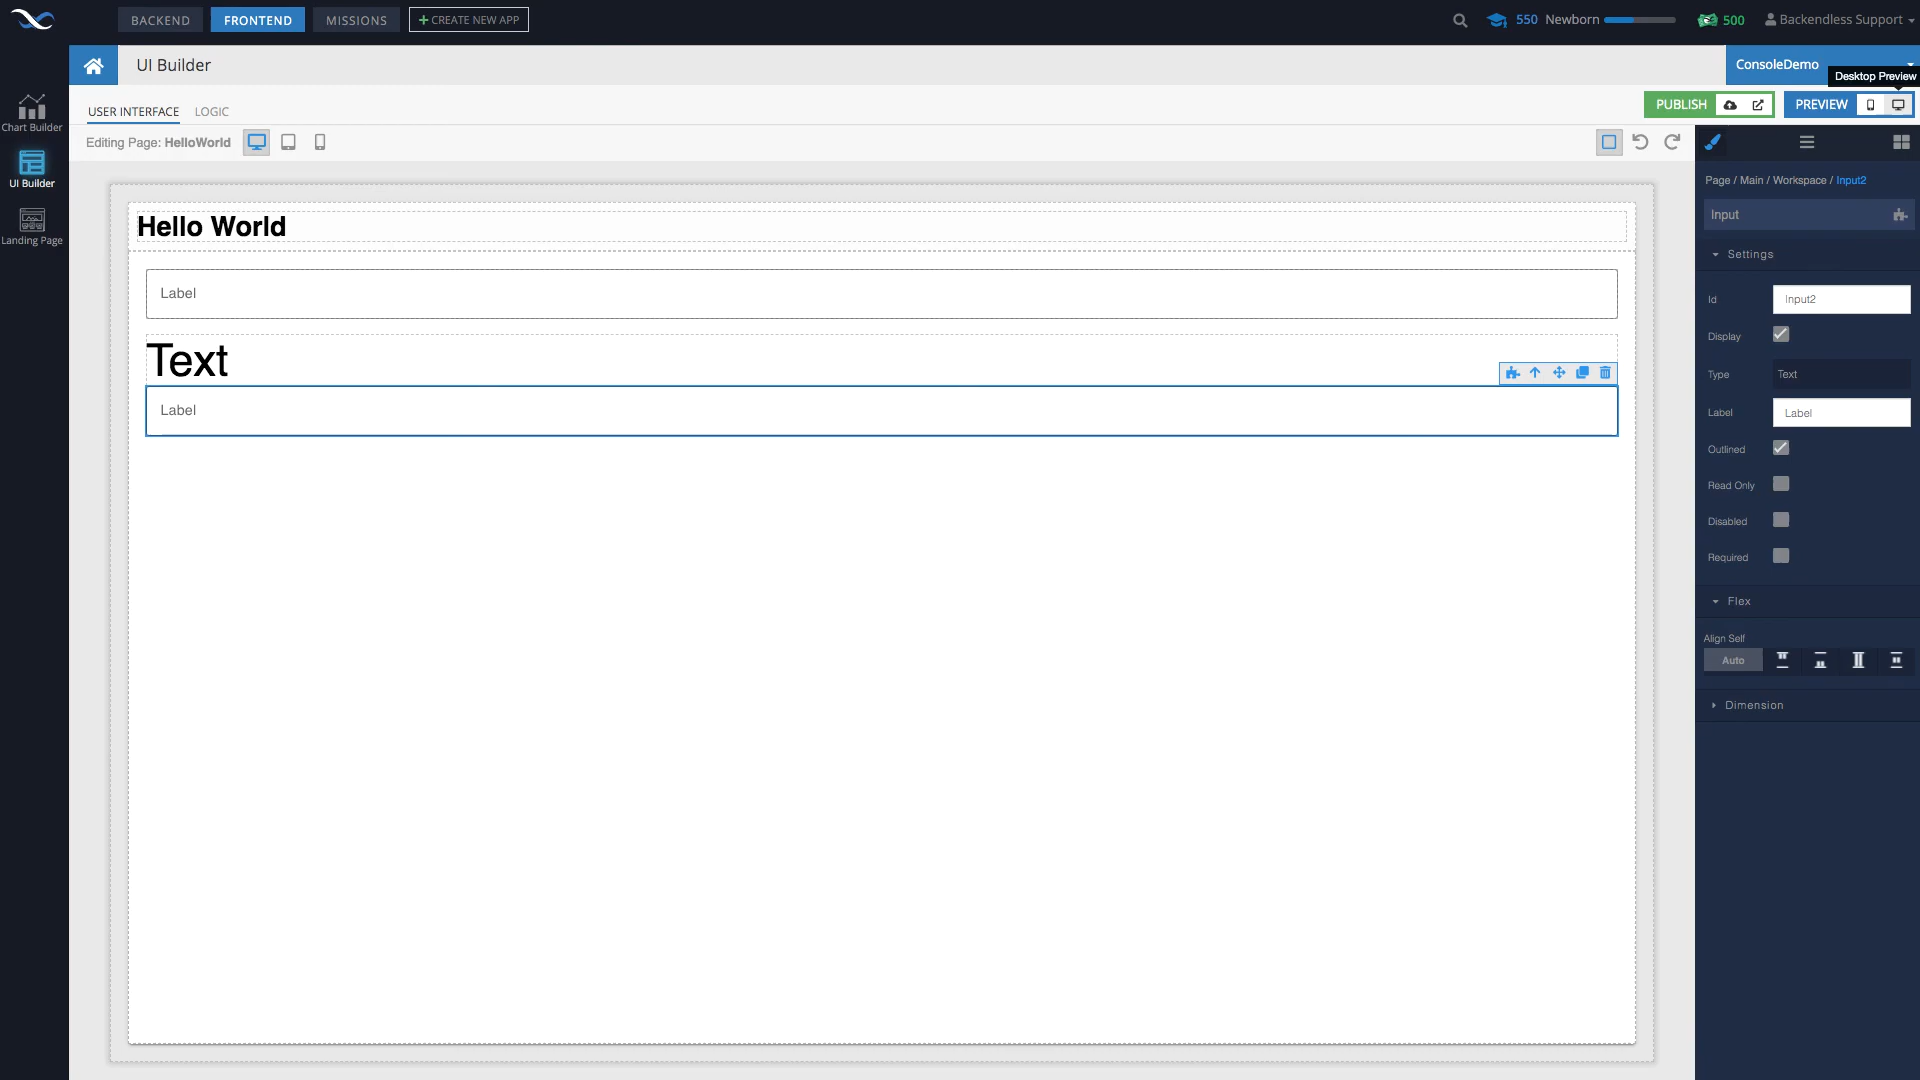 BACKEND
FRONTEND
MISSIONS
+ CREATE NEW APP
550 Newborn
500
Backendless Support
UI Builder
ConsoleDemo
Desktop Preview
USER INTERFACE
LOGIC
PUBLISH
PREVIEW
Editing Page: HelloWorld
Chart Builder
UI Builder
Landing Page
Hello World
Label
Text
Label
Page / Main / Workspace / Input2
Input
Settings
Id
Input2
Display
Type
Text
Label
Label
Outlined
Read Only
Disabled
Required
Flex
Align Self
Auto
Dimension